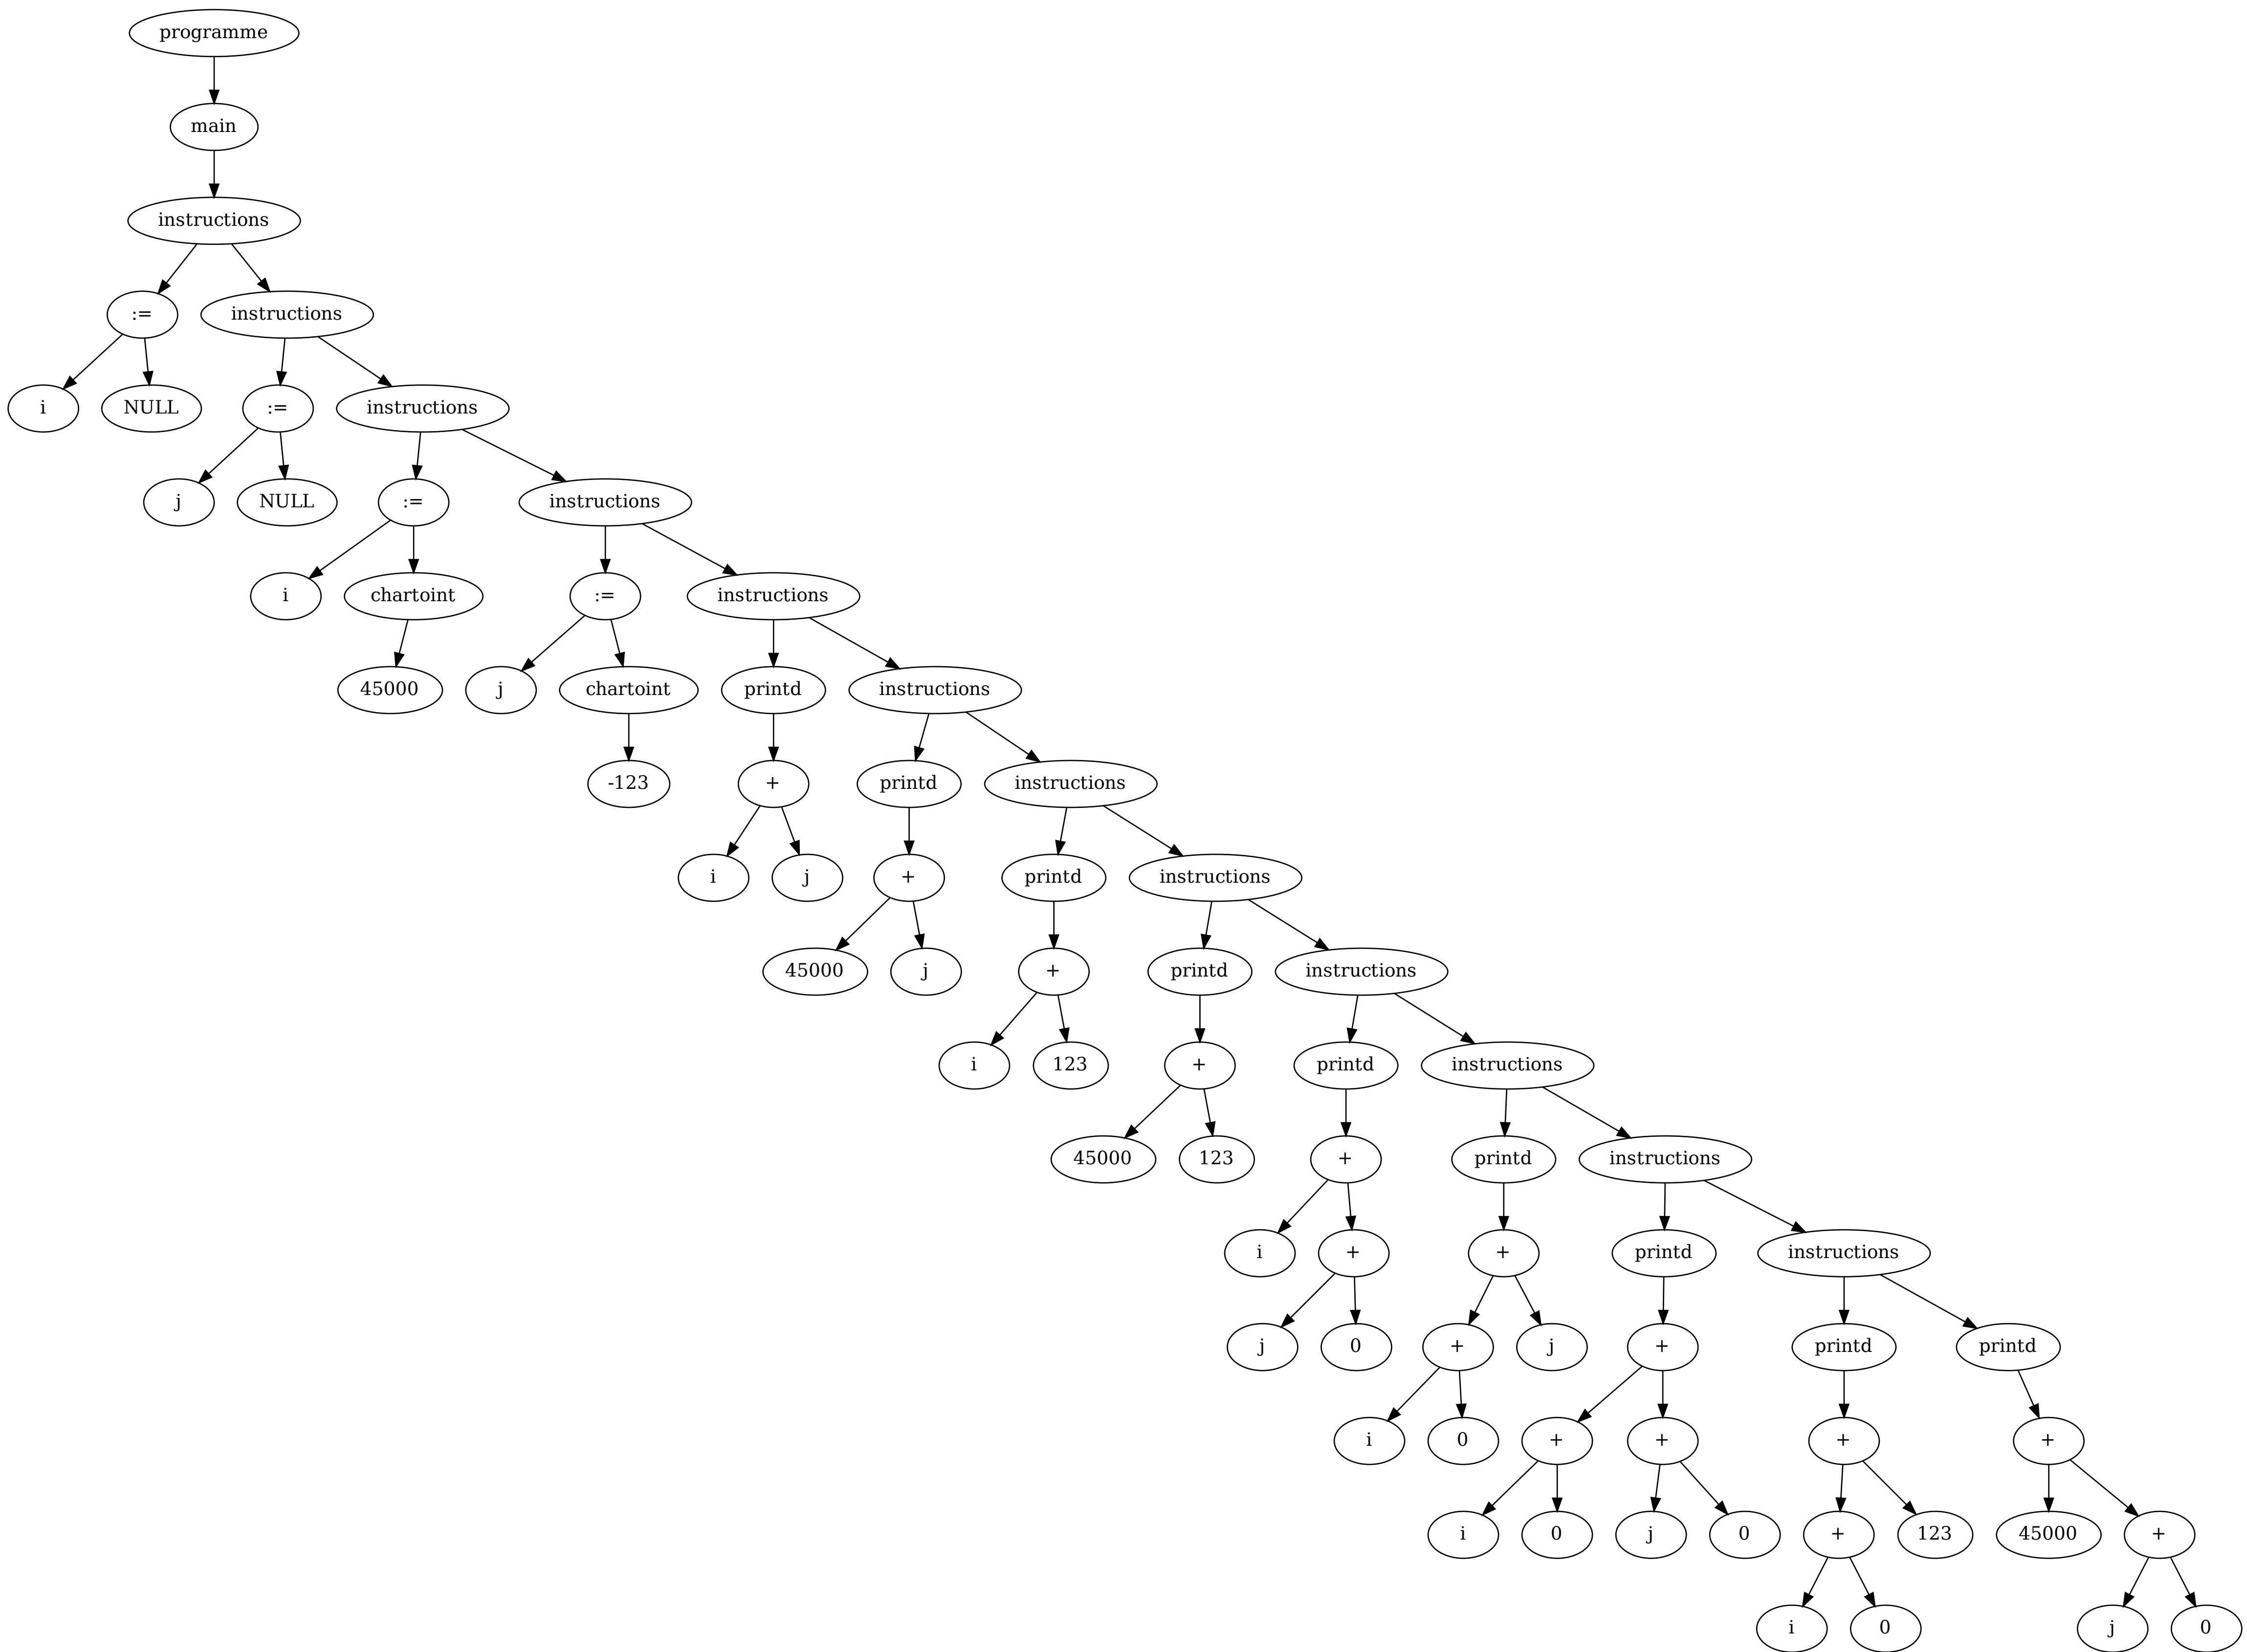 programme
main
instructions
:= instructions
i NULL := instructions
j NULL := instructions
i chartoint := instructions
45000 j chartoint printd instructions
-123 + printd instructions
i j + printd instructions
45000 j + printd instructions
i 123 + printd instructions
45000 123 + printd instructions
i + + printd instructions
j 0 + j + printd printd
i 0 + + + +
i 0 j 0 + 123 45000 +
i 0 j 0